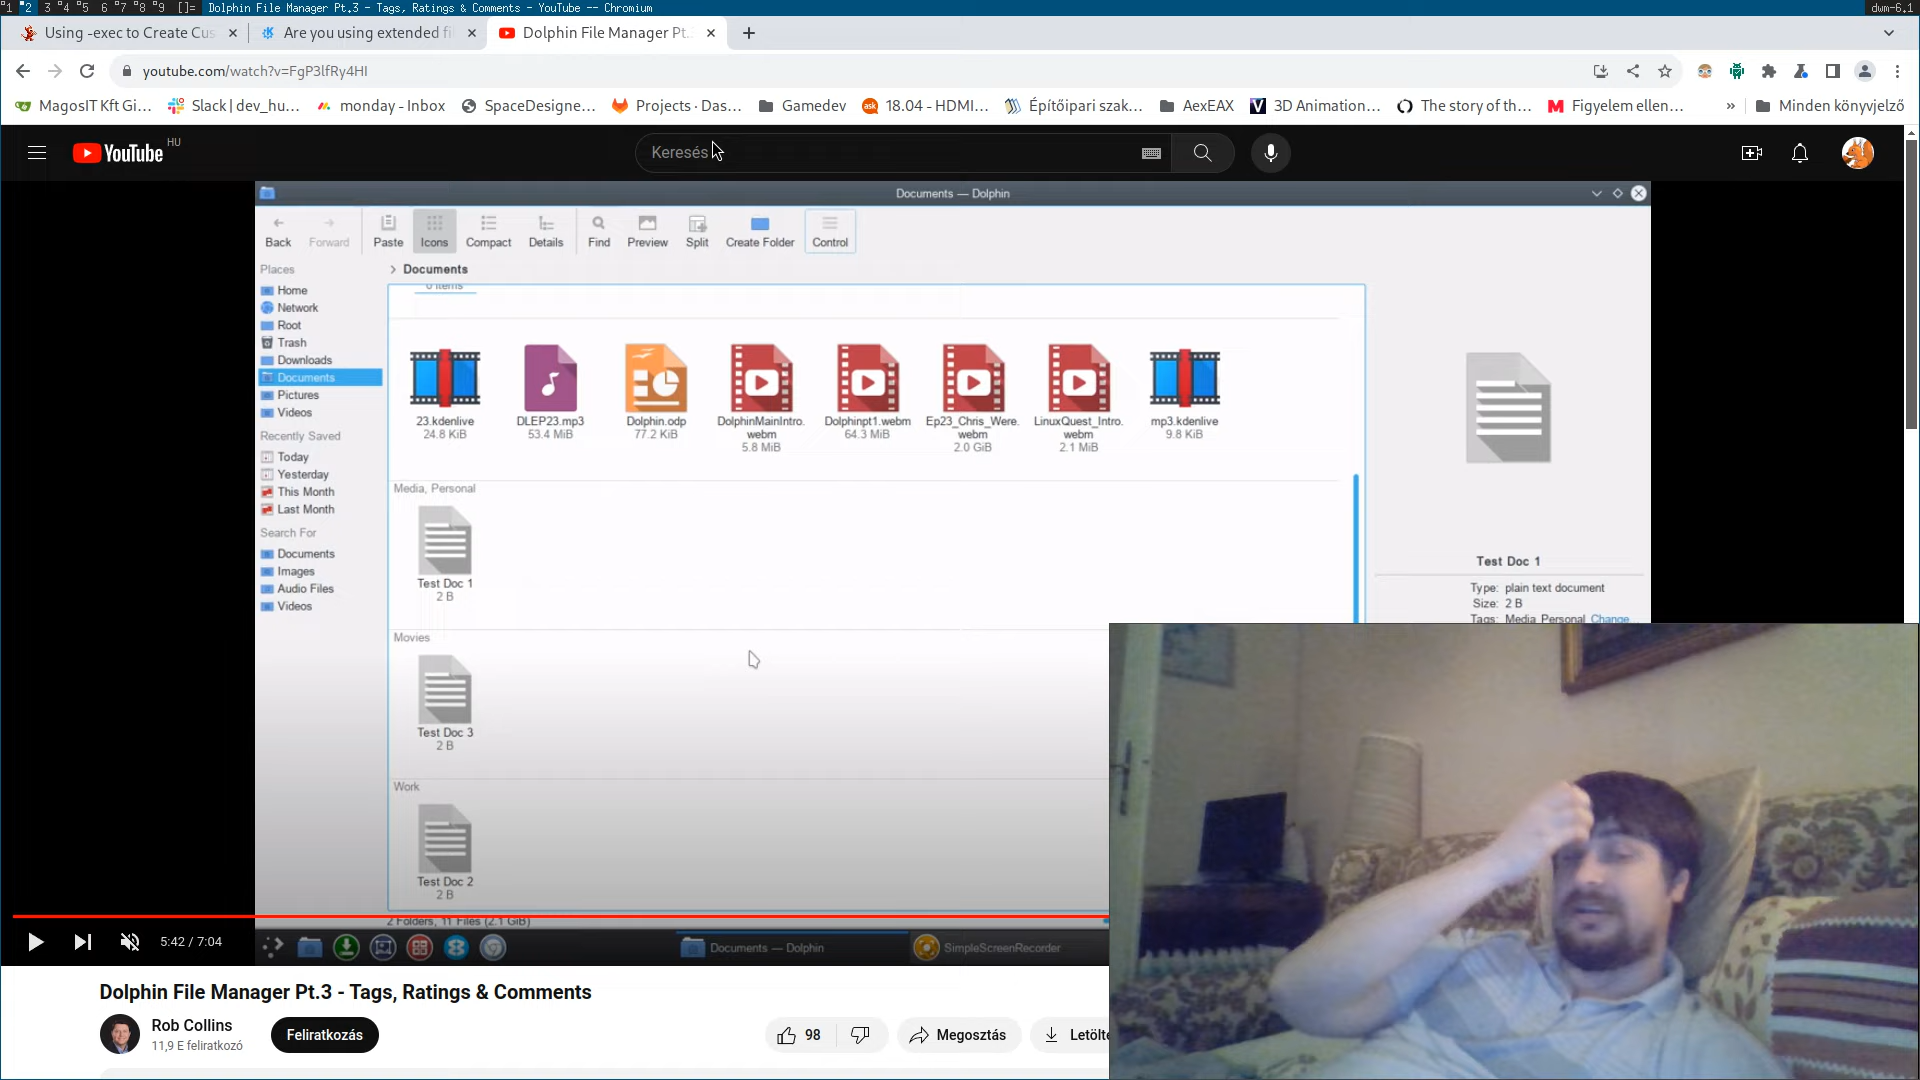 1 2 3 4 5 6 7 8 9 []= Dolphin File Manager Pt.3 - Tags, Ratings & Comments - YouTube -- Chromium dwm-6.1
Using -exec to Create Cus Are you using extended fi Dolphin File Manager Pt.
youtube.com/watch?v=FgP3lfRy4HI
MagosIT Kft Gi... Slack | dev_hu... monday - Inbox SpaceDesigne... Projects · Das... Gamedev 18.04 - HDMI... Építőipari szak... AexEAX 3D Animation... The story of th... Figyelem ellen... » Minden könyvjelző
YouTube HU
Keresés
Documents — Dolphin
Back Forward Paste Icons Compact Details Find Preview Split Create Folder Control
Places
Home
Network
Root
Trash
Downloads
Documents
Pictures
Videos
Recently Saved
Today
Yesterday
This Month
Last Month
Search For
Documents
Images
Audio Files
Videos
> Documents
0 items
23.kdenlive
24.8 KiB
DLEP23.mp3
53.4 MiB
Dolphin.odp
77.2 KiB
DolphinMainIntro.
webm
5.8 MiB
Dolphinpt1.webm
64.3 MiB
Ep23_Chris_Were.
webm
2.0 GiB
LinuxQuest_Intro.
webm
2.1 MiB
mp3.kdenlive
9.8 KiB
Media, Personal
Test Doc 1
2 B
Movies
Test Doc 3
2 B
Work
Test Doc 2
2 B
2 Folders, 11 Files (2.1 GiB)
Test Doc 1
Type: plain text document
Size: 2 B
Tags: Media Personal Change...
5:42 / 7:04
Documents — Dolphin
SimpleScreenRecorder
Dolphin File Manager Pt.3 - Tags, Ratings & Comments
Rob Collins
11,9 E feliratkozó
Feliratkozás
98
Megosztás
Letölte